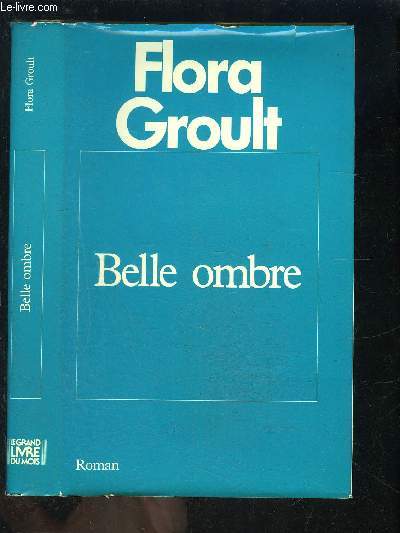 Le-livre.com
Flora Groult
Belle ombre
LE GRAND
LIVRE
DU MOIS
Flora
Groult
Belle ombre
Roman